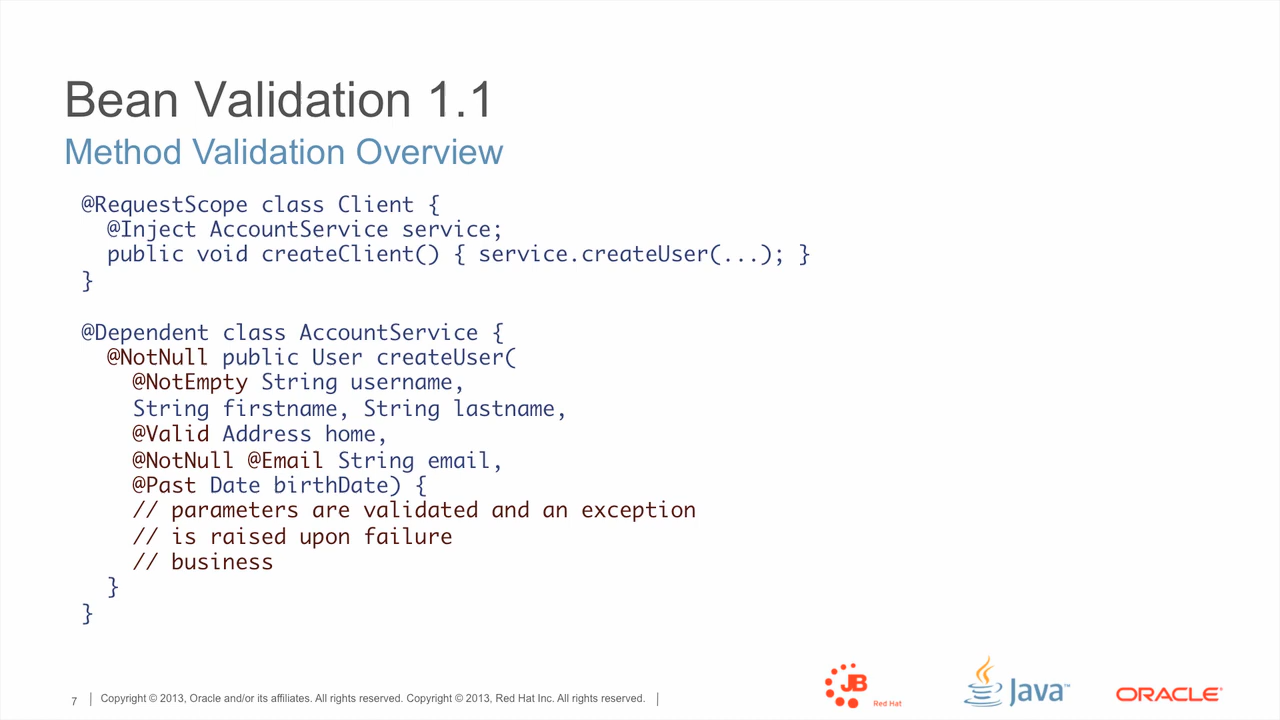 Bean Validation 1.1
Method Validation Overview
@RequestScope class Client {
  @Inject AccountService service;
  public void createClient() { service.createUser(...); }
}
@Dependent class AccountService {
  @NotNull public User createUser(
    @NotEmpty String username,
    String firstname, String lastname,
    @Valid Address home,
    @NotNull @Email String email,
    @Past Date birthDate) {
    // parameters are validated and an exception
    // is raised upon failure
    // business
  }
}
7 | Copyright © 2013, Oracle and/or its affiliates. All rights reserved. Copyright © 2013, Red Hat Inc. All rights reserved. |
JB
Red Hat
Java™
ORACLE®